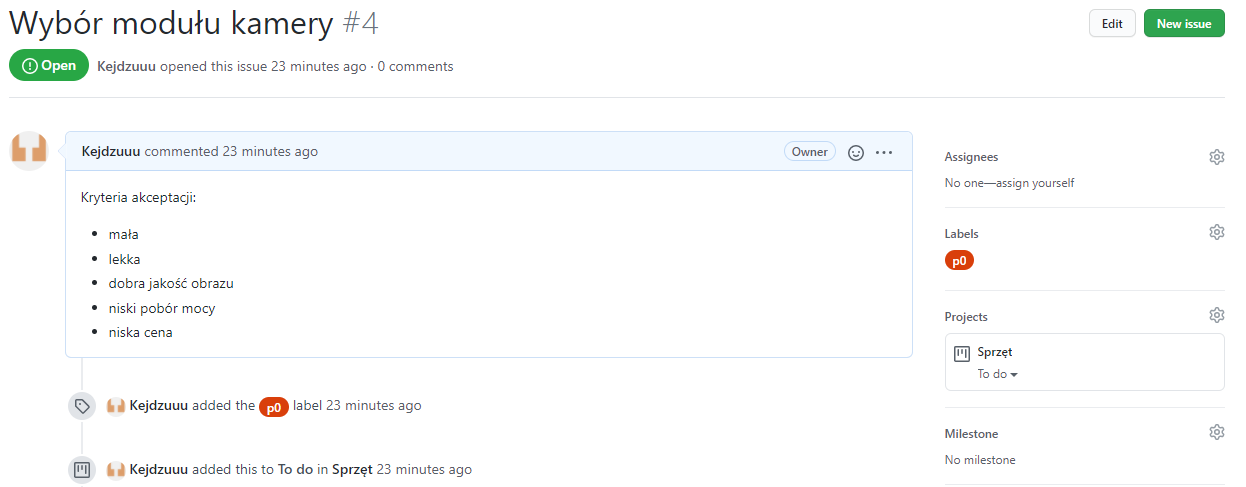 Wybór modułu kamery #4
Edit
New issue
Open
Kejdzuuu opened this issue 23 minutes ago · 0 comments
Kejdzuuu commented 23 minutes ago
Owner
Kryteria akceptacji:
mała
lekka
dobra jakość obrazu
niski pobór mocy
niska cena
Kejdzuuu added the p0 label 23 minutes ago
Kejdzuuu added this to To do in Sprzęt 23 minutes ago
Assignees
No one—assign yourself
Labels
p0
Projects
Sprzęt
To do
Milestone
No milestone